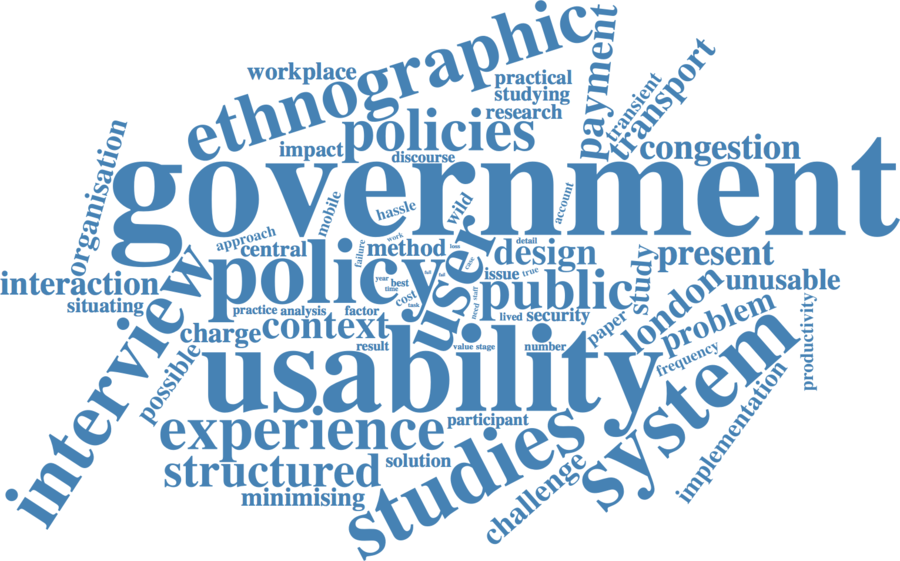 ethnographic
payment
workplace
practical
studying
research
transient
transport
policies
impact
discourse
congestion
organisation
government
hassle
wild
account
mobile
approach
central
failure
work
method
user
detail
design
present
interaction
situating
interview
policy
year
best
time
cost
task
case
issue
true
public
study
unusable
need
staff
london
practice
analysis
factor
lived
security
paper
problem
productivity
charge
context
result
value
stage
number
frequency
possible
usability
system
implementation
experience
participant
structured
solution
studies
challenge
minimising